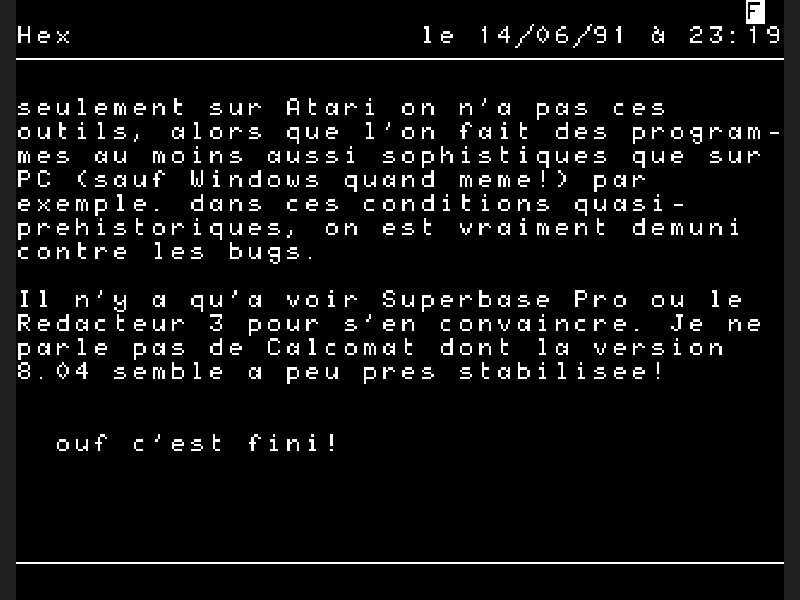 F
Hex le 14/06/91 à 23:19
seulement sur Atari on n'a pas ces
outils, alors que l'on fait des program-
mes au moins aussi sophistiques que sur
PC (sauf Windows quand meme!) par
exemple. dans ces conditions quasi-
prehistoriques, on est vraiment demuni
contre les bugs.
Il n'y a qu'a voir Superbase Pro ou le
Redacteur 3 pour s'en convaincre. Je ne
parle pas de Calcomat dont la version
8.04 semble a peu pres stabilisee!
ouf c'est fini!